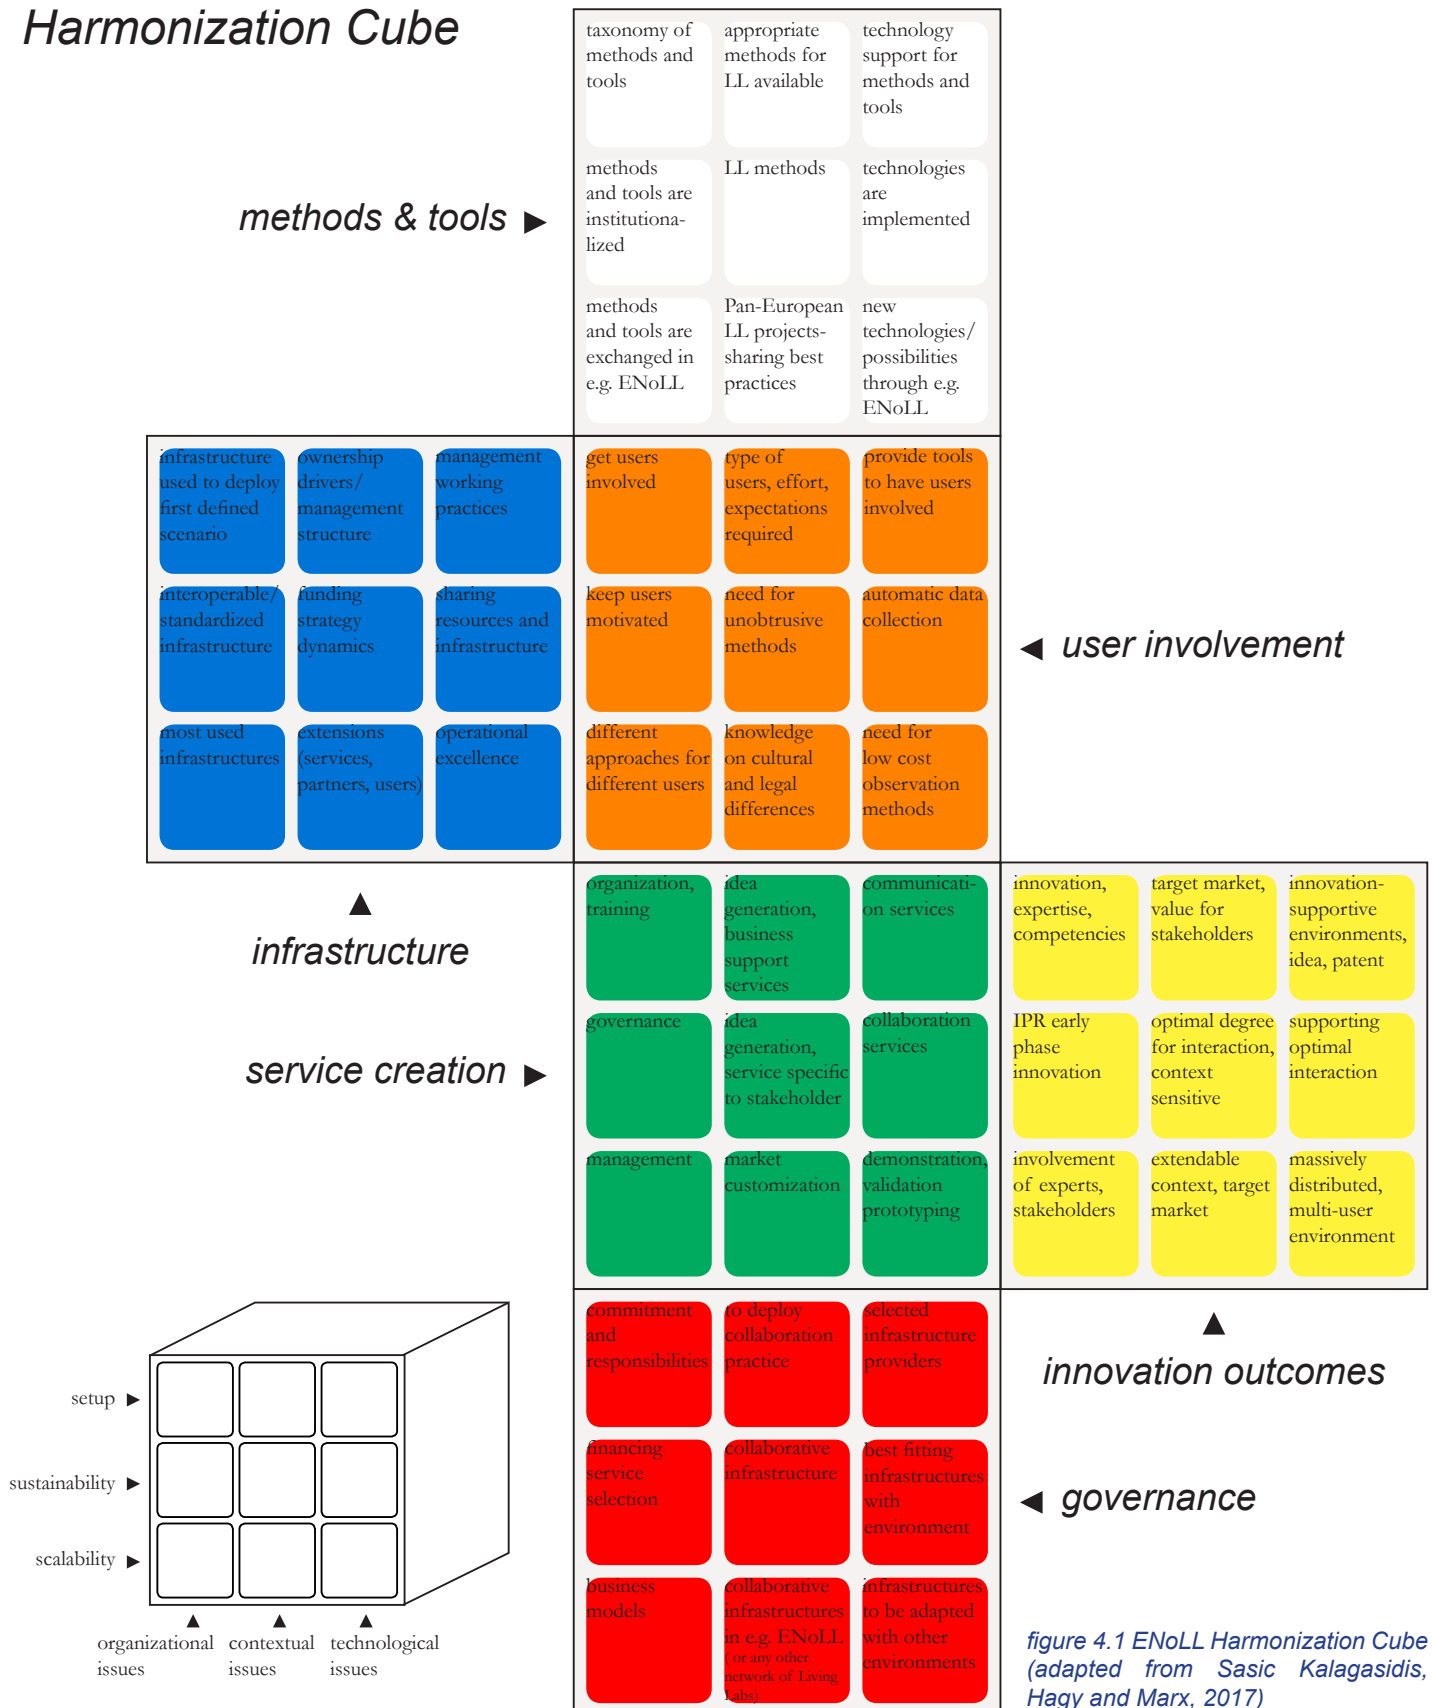 Harmonization Cube
taxonomy of
methods and
tools
appropriate
methods for
LL available
technology
support for
methods and
tools
methods & tools ►
methods
and tools are
institutiona-
lized
LL methods
technologies
are
implemented
methods
and tools are
exchanged in
e.g. ENoLL
Pan-European
LL projects-
sharing best
practices
new
technologies/
possibilities
through e.g.
ENoLL
infrastructure
used to deploy
first defined
scenario
ownership
drivers/
management
structure
management
working
practices
interoperable/
standardized
infrastructure
funding
strategy
dynamics
sharing
resources and
infrastructure
most used
infrastructures
extensions
(services,
partners, users)
operational
excellence
▲
infrastructure
get users
involved
type of
users, effort,
expectations
required
provide tools
to have users
involved
keep users
motivated
need for
unobtrusive
methods
automatic data
collection
different
approaches for
different users
knowledge
on cultural
and legal
differences
need for
low cost
observation
methods
◄ user involvement
service creation ►
organization,
training
idea
generation,
business
support
services
communicati-
on services
governance
idea
generation,
service specific
to stakeholder
collaboration
services
management
market
customization
demonstration,
validation
prototyping
innovation,
expertise,
competencies
target market,
value for
stakeholders
innovation-
supportive
environments,
idea, patent
IPR early
phase
innovation
optimal degree
for interaction,
context
sensitive
supporting
optimal
interaction
involvement
of experts,
stakeholders
extendable
context, target
market
massively
distributed,
multi-user
environment
▲
innovation outcomes
commitment
and
responsibilities
to deploy
collaboration
practice
selected
infrastructure
providers
financing
service
selection
collaborative
infrastructure
best fitting
infrastructures
with
environment
business
models
collaborative
infrastructures
in e.g. ENoLL
( or any other
network of Living
Labs)
infrastructures
to be adapted
with other
environments
◄ governance
setup ►
sustainability ►
scalability ►
▲ ▲ ▲
organizational
issues
contextual
issues
technological
issues
figure 4.1 ENoLL Harmonization Cube
(adapted from Sasic Kalagasidis,
Hagy and Marx, 2017)